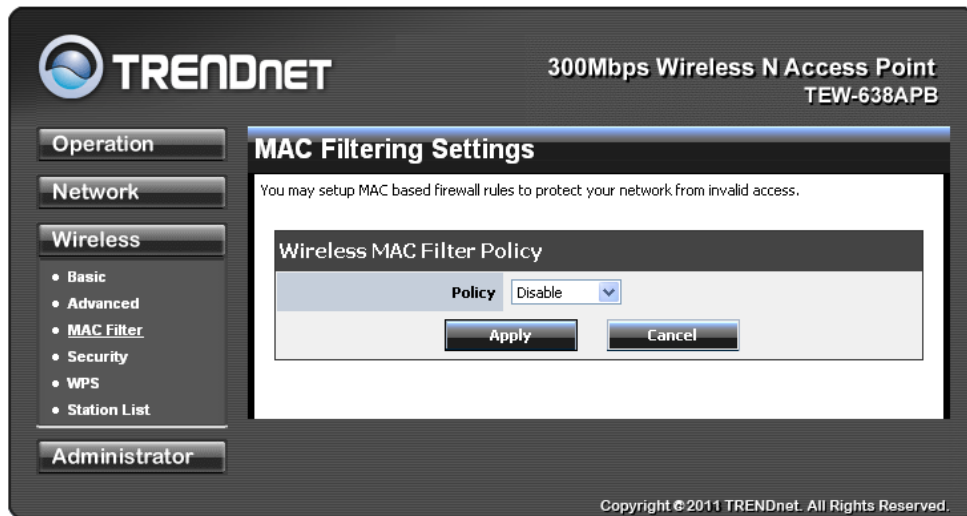 TRENDNET
300Mbps Wireless N Access Point
TEW-638APB
Operation
Network
Wireless
• Basic
• Advanced
• MAC Filter
• Security
• WPS
• Station List
Administrator
MAC Filtering Settings
You may setup MAC based firewall rules to protect your network from invalid access.
Wireless MAC Filter Policy
Policy Disable
Apply Cancel
Copyright © 2011 TRENDnet. All Rights Reserved.